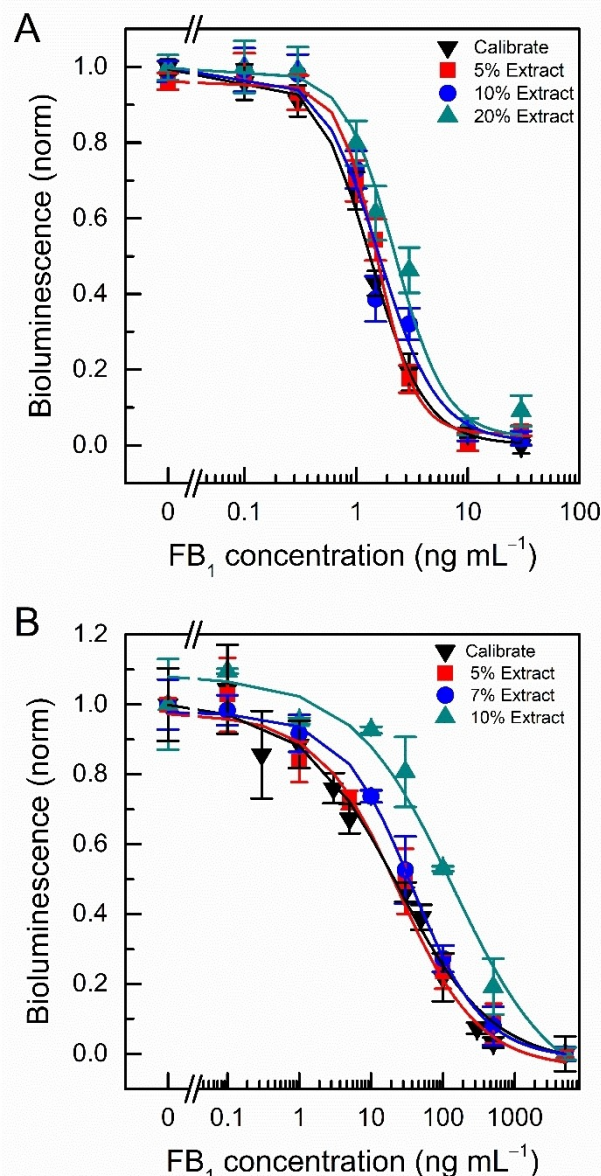 A
Bioluminescence (norm)
1.0
0.8
0.6
0.4
0.2
0.0
Calibrate
5% Extract
10% Extract
20% Extract
0 0.1 1 10 100
FB₁ concentration (ng mL⁻¹)
B
Bioluminescence (norm)
1.2
1.0
0.8
0.6
0.4
0.2
0.0
Calibrate
5% Extract
7% Extract
10% Extract
0 0.1 1 10 100 1000
FB₁ concentration (ng mL⁻¹)